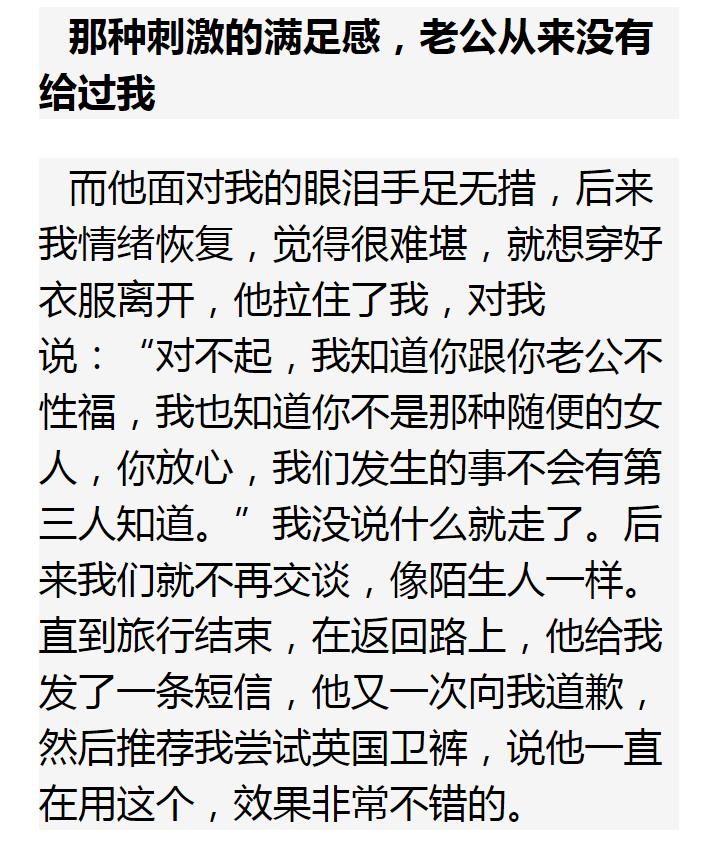 那种刺激的满足感，老公从来没有
给过我
而他面对我的眼泪手足无措，后来
我情绪恢复，觉得很难堪，就想穿好
衣服离开，他拉住了我，对我
说：“对不起，我知道你跟你老公不
性福，我也知道你不是那种随便的女
人，你放心，我们发生的事不会有第
三人知道。”我没说什么就走了。后
来我们就不再交谈，像陌生人一样。
直到旅行结束，在返回路上，他给我
发了一条短信，他又一次向我道歉，
然后推荐我尝试英国卫裤，说他一直
在用这个，效果非常不错的。